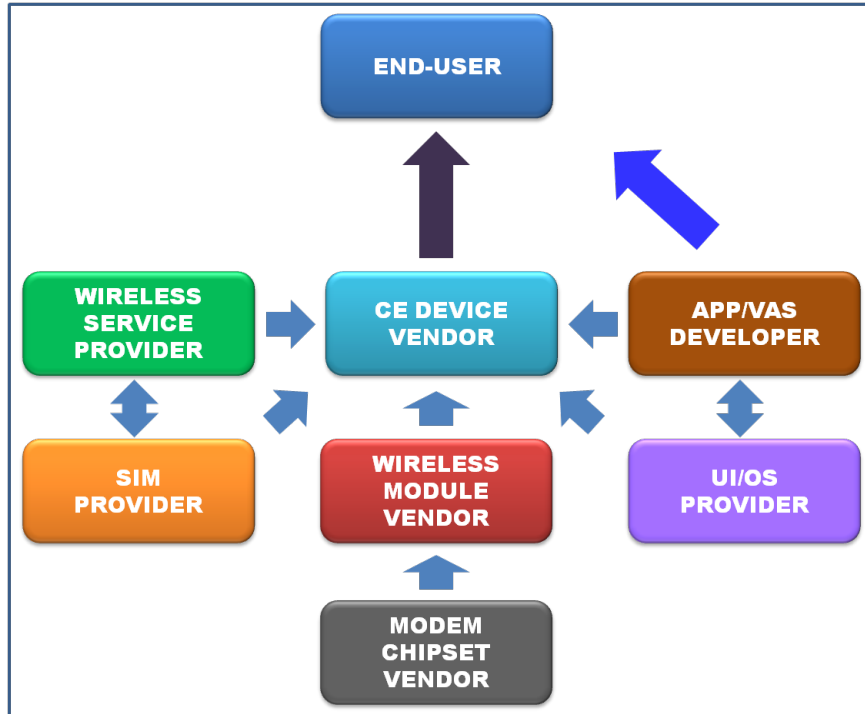 END-USER
WIRELESS
SERVICE
PROVIDER
CE DEVICE
VENDOR
APP/VAS
DEVELOPER
SIM
PROVIDER
WIRELESS
MODULE
VENDOR
UI/OS
PROVIDER
MODEM
CHIPSET
VENDOR